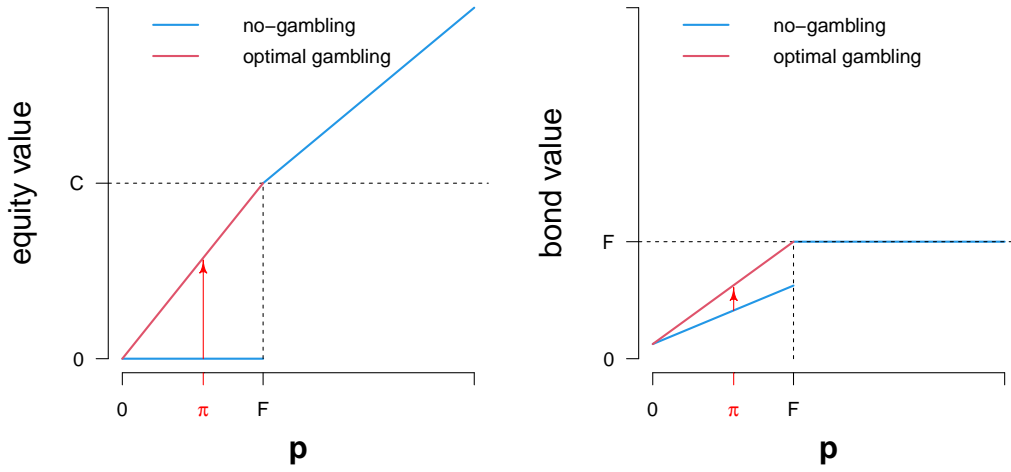 no−gambling
optimal gambling
equity value
C
0
0
π
F
p
no−gambling
optimal gambling
bond value
F
0
0
π
F
p